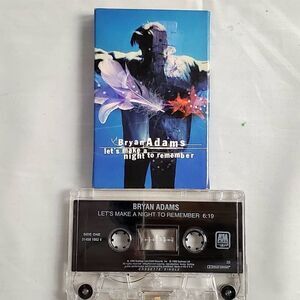 Bryan Adams
let's make a
night to remember
BRYAN ADAMS
LET'S MAKE A NIGHT TO REMEMBER 6:19
SIDE ONE
A&M
CASSETTE SINGLE